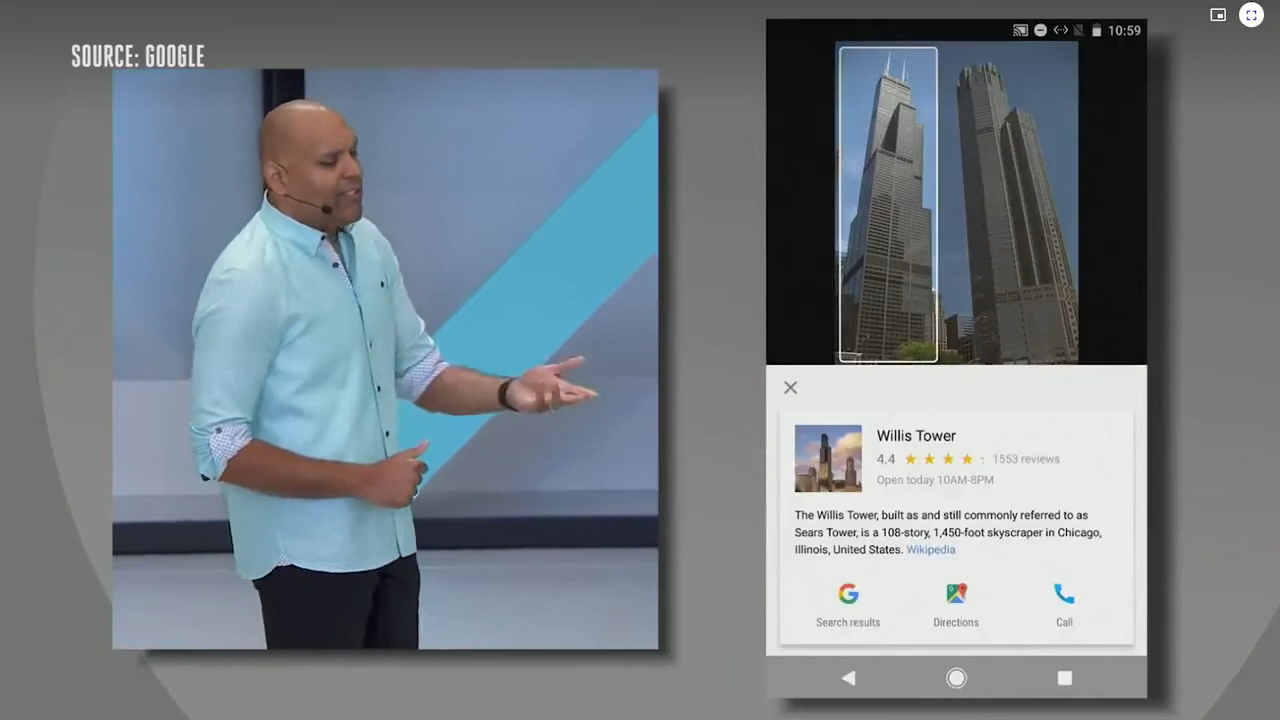 SOURCE: GOOGLE
10:59
Willis Tower
4.4 1553 reviews
Open today 10AM-8PM
The Willis Tower, built as and still commonly referred to as
Sears Tower, is a 108-story, 1,450-foot skyscraper in Chicago,
Illinois, United States. Wikipedia
Search results Directions Call